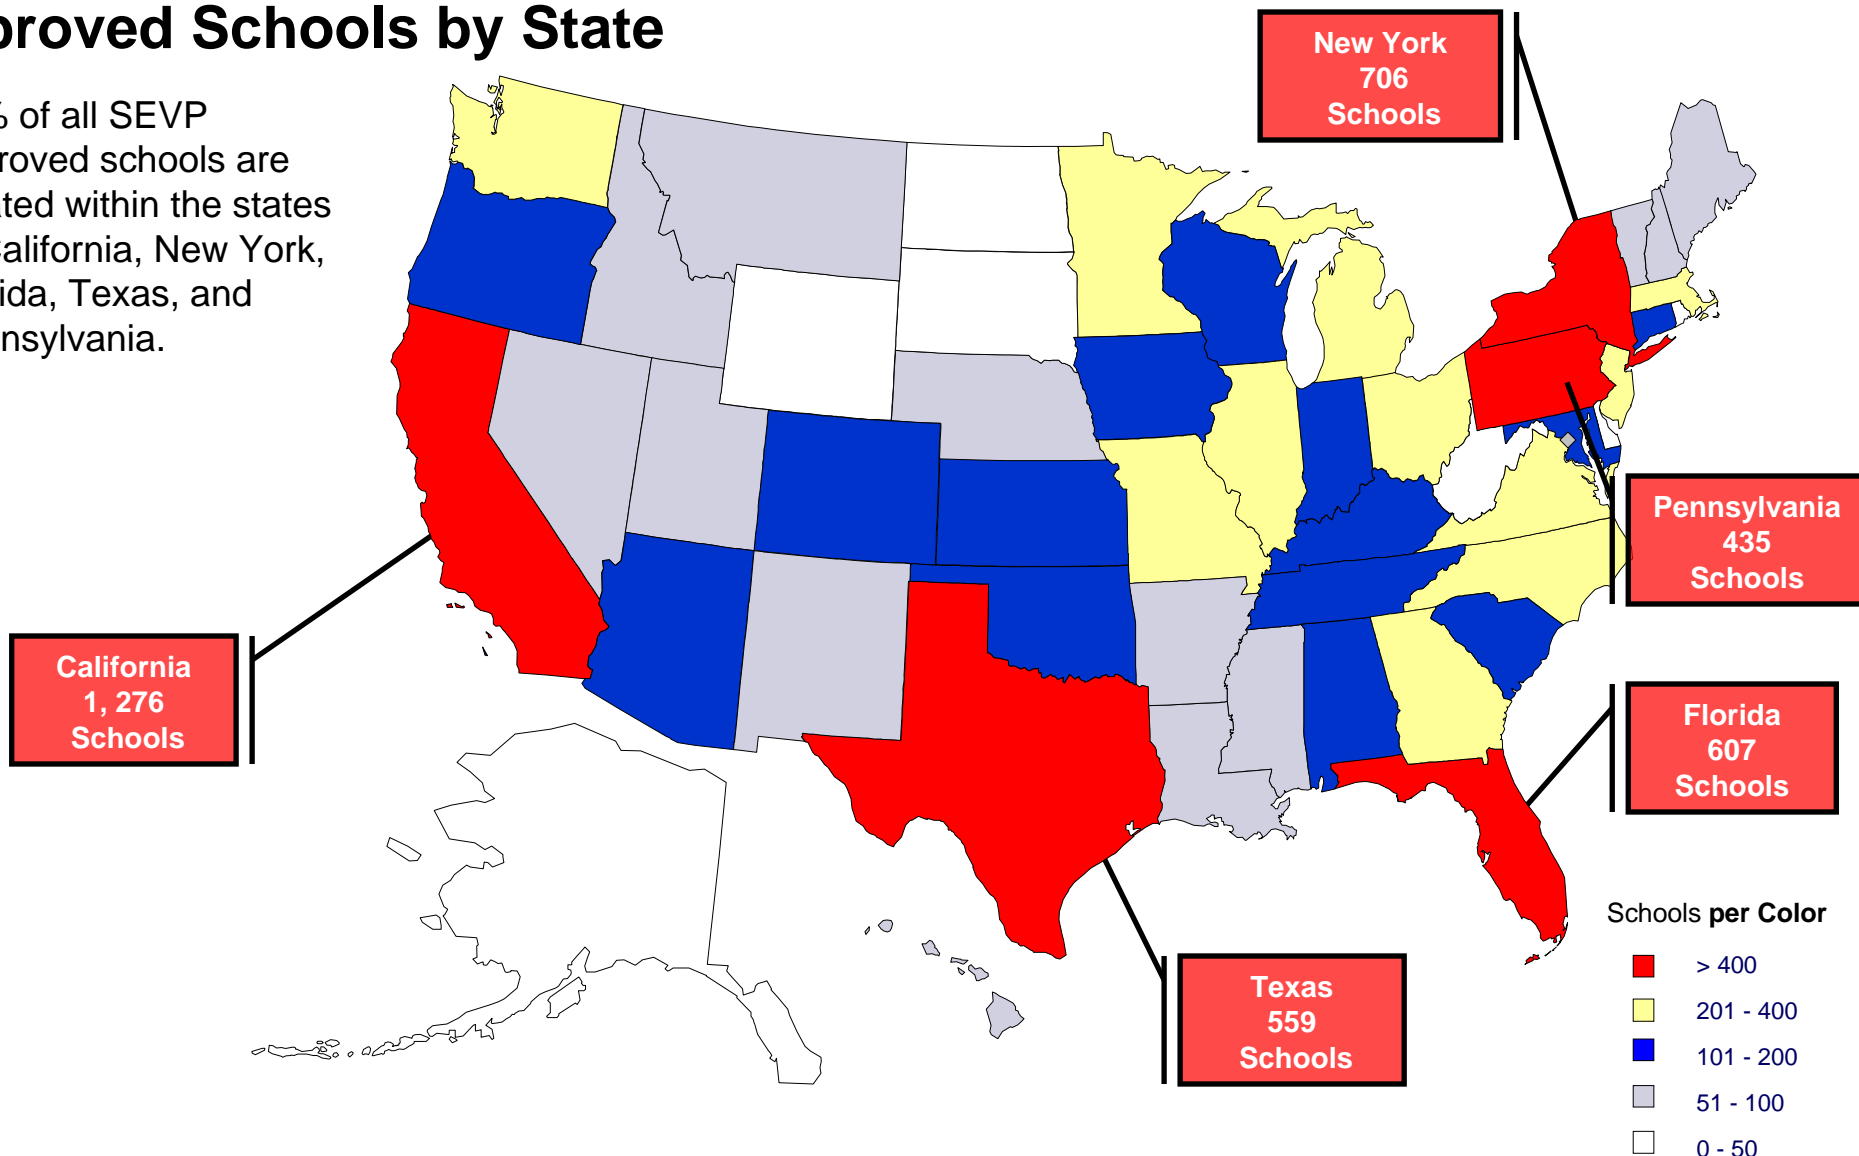 proved Schools by State
% of all SEVP
proved schools are
ated within the states
California, New York,
rida, Texas, and
nnsylvania.
New York
706
Schools
Pennsylvania
435
Schools
California
1, 276
Schools
Florida
607
Schools
Texas
559
Schools
Schools per Color
> 400
201 - 400
101 - 200
51 - 100
0 - 50